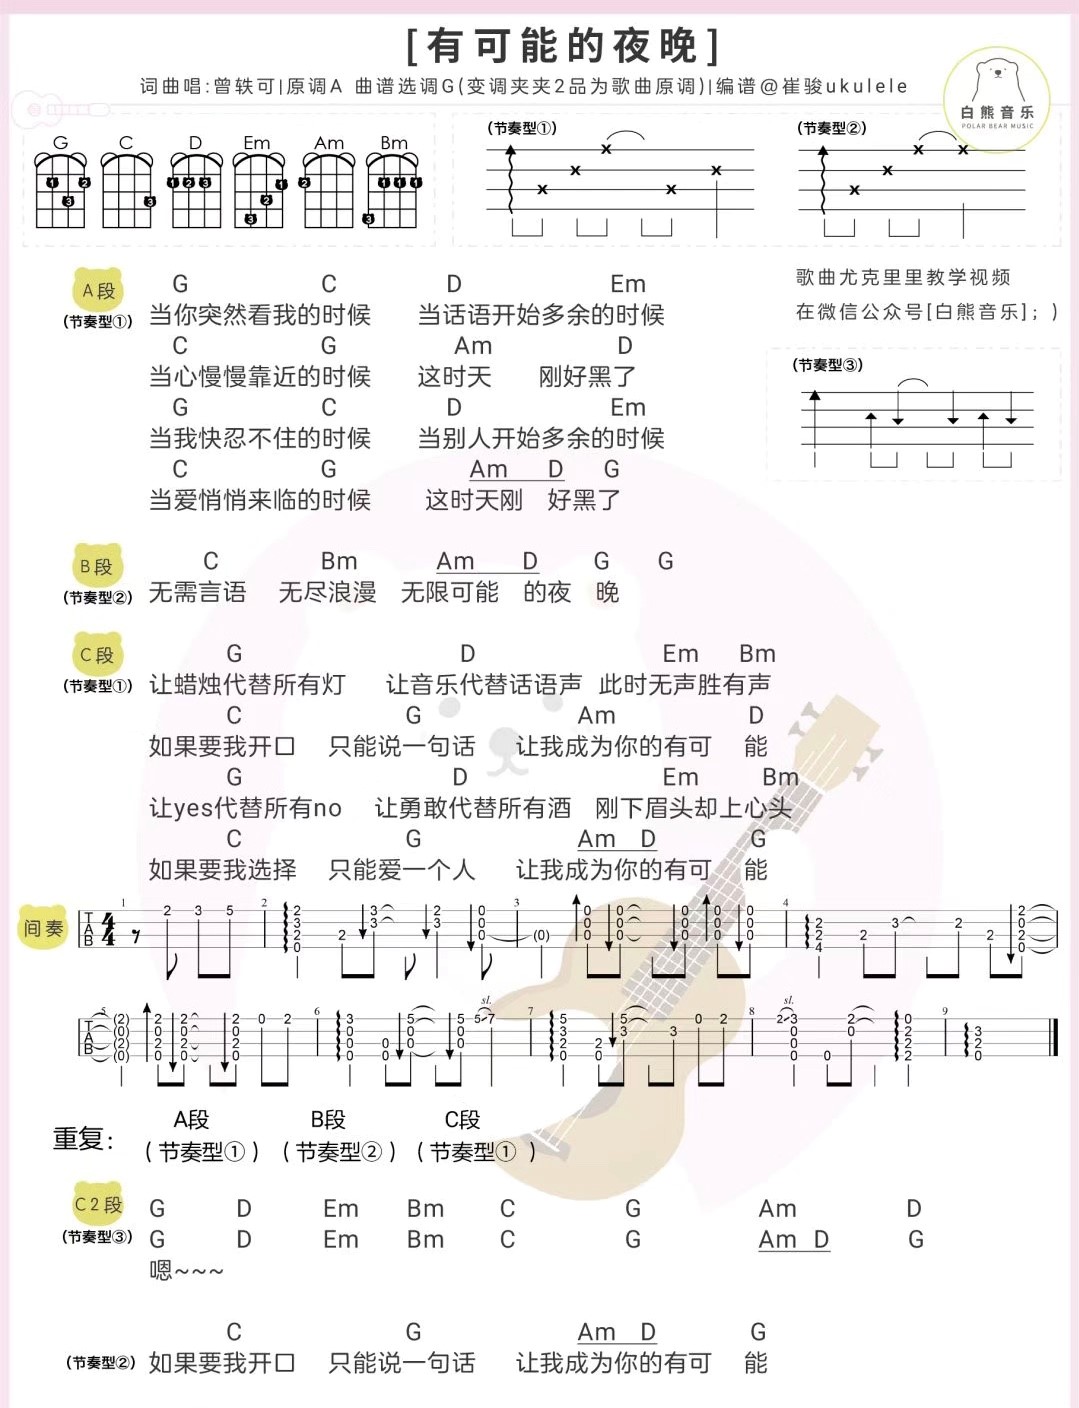 [有可能的夜晚]
词曲唱:曾轶可|原调A 曲谱选调G(变调夹夹2品为歌曲原调)|编谱@崔骏ukulele
白熊音乐
POLAR BEAR MUSIC
G C D Em Am Bm
(节奏型①)
(节奏型②)
A段
(节奏型①)
G C D Em
当你突然看我的时候 当话语开始多余的时候
C G Am D
当心慢慢靠近的时候 这时天 刚好黑了
G C D Em
当我快忍不住的时候 当别人开始多余的时候
C G Am D G
当爱悄悄来临的时候 这时天刚 好黑了
歌曲尤克里里教学视频
在微信公众号[白熊音乐]；)
(节奏型③)
B段
(节奏型②)
C Bm Am D G G
无需言语 无尽浪漫 无限可能 的夜 晚
C段
(节奏型①)
G D Em Bm
让蜡烛代替所有灯 让音乐代替话语声 此时无声胜有声
C G Am D
如果要我开口 只能说一句话 让我成为你的有可 能
G D Em Bm
让yes代替所有no 让勇敢代替所有酒 刚下眉头却上心头
C G Am D G
如果要我选择 只能爱一个人 让我成为你的有可 能
间奏
重复:
A段 B段 C段
(节奏型①) (节奏型②) (节奏型①)
C2段
(节奏型③)
G D Em Bm C G Am D
G D Em Bm C G Am D G
嗯~~~
C G Am D G
(节奏型②) 如果要我开口 只能说一句话 让我成为你的有可 能